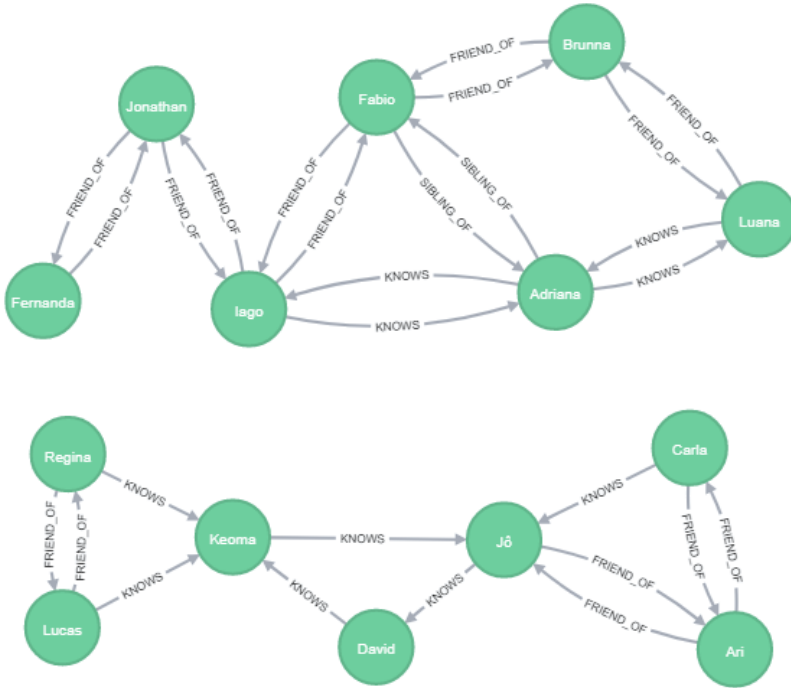 Brunna
FRIEND_OF
FRIEND_OF
Fabio
Jonathan
FRIEND_OF
FRIEND_OF
FRIEND_OF
FRIEND_OF
FRIEND_OF
FRIEND_OF
FRIEND_OF
FRIEND_OF
SIBLING_OF
SIBLING_OF
Luana
KNOWS
KNOWS
Fernanda
Iago
KNOWS
KNOWS
Adriana
Regina
Carla
KNOWS
KNOWS
FRIEND_OF
FRIEND_OF
FRIEND_OF
FRIEND_OF
Keoma
KNOWS
Jô
FRIEND_OF
FRIEND_OF
KNOWS
KNOWS
KNOWS
Lucas
David
Ari